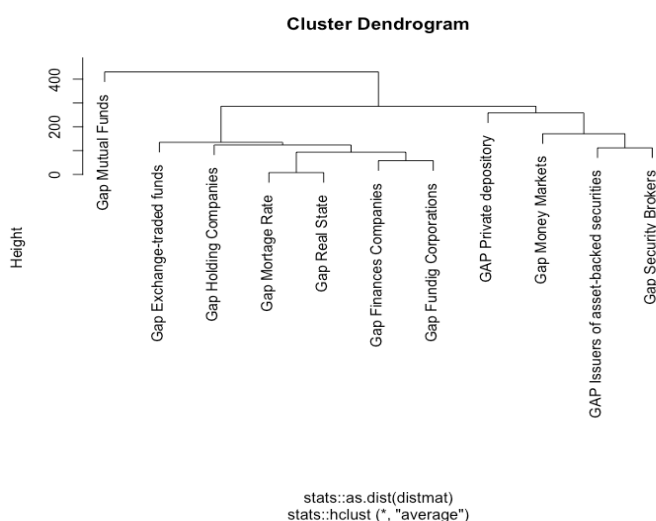 Cluster Dendrogram
Height
400
200
0
Gap Mutual Funds
Gap Exchange-traded funds
Gap Holding Companies
Gap Mortage Rate
Gap Real State
Gap Finances Companies
Gap Fundig Corporations
GAP Private depository
Gap Money Markets
GAP Issuers of asset-backed securities
Gap Security Brokers
stats::as.dist(distmat)
stats::hclust (*, "average")